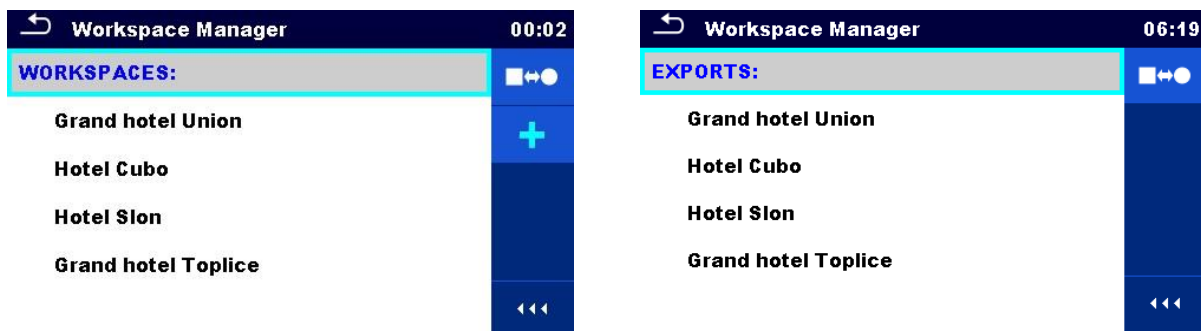 Workspace Manager 00:02
WORKSPACES:
Grand hotel Union
Hotel Cubo
Hotel Slon
Grand hotel Toplice
Workspace Manager 06:19
EXPORTS:
Grand hotel Union
Hotel Cubo
Hotel Slon
Grand hotel Toplice